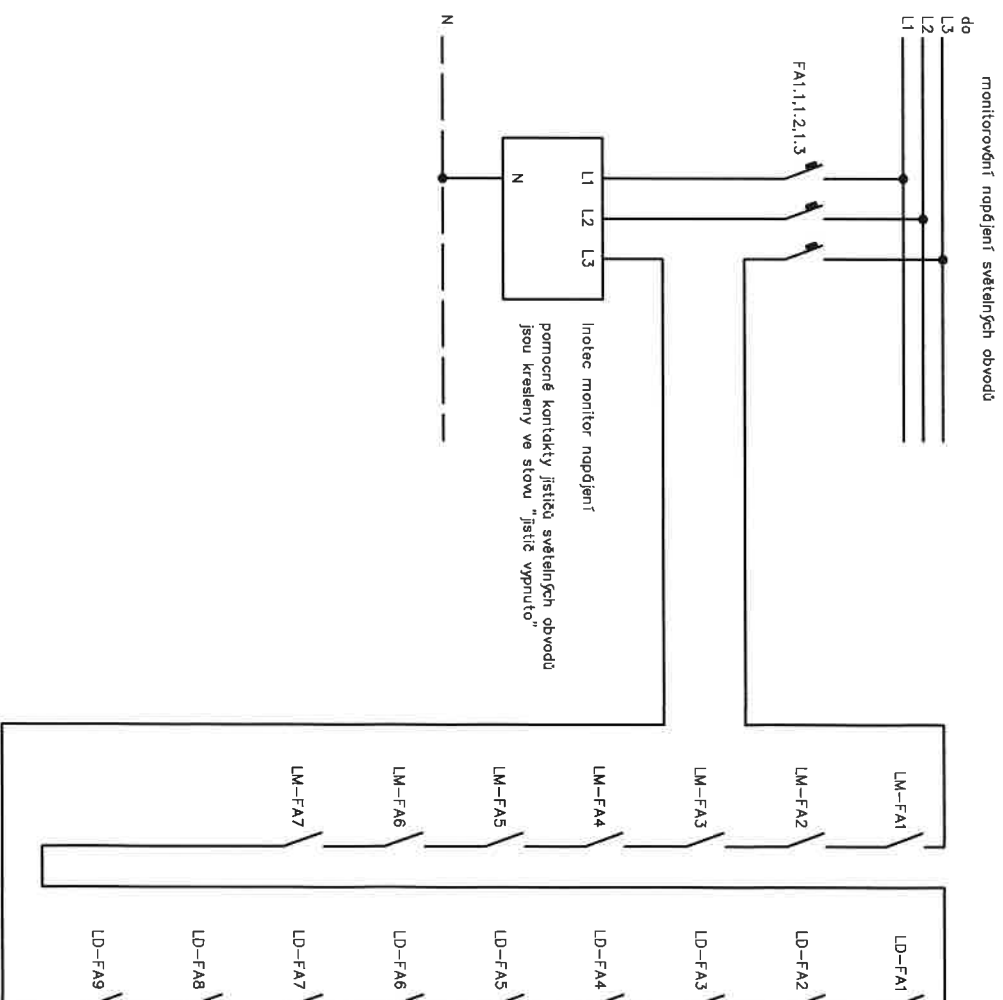 monitorování napájení světelných obvodů
do
L3
L2
L1
FA1.1,1.2,1.3
L1
L2
L3
N
N
Inotec monitor napájení
pomocné kontakty jističů světelných obvodů
jsou kresleny ve stavu "jistič vypnuto"
LM-FA1
LM-FA2
LM-FA3
LM-FA4
LM-FA5
LM-FA6
LM-FA7
LD-FA1
LD-FA2
LD-FA3
LD-FA4
LD-FA5
LD-FA6
LD-FA7
LD-FA8
LD-FA9